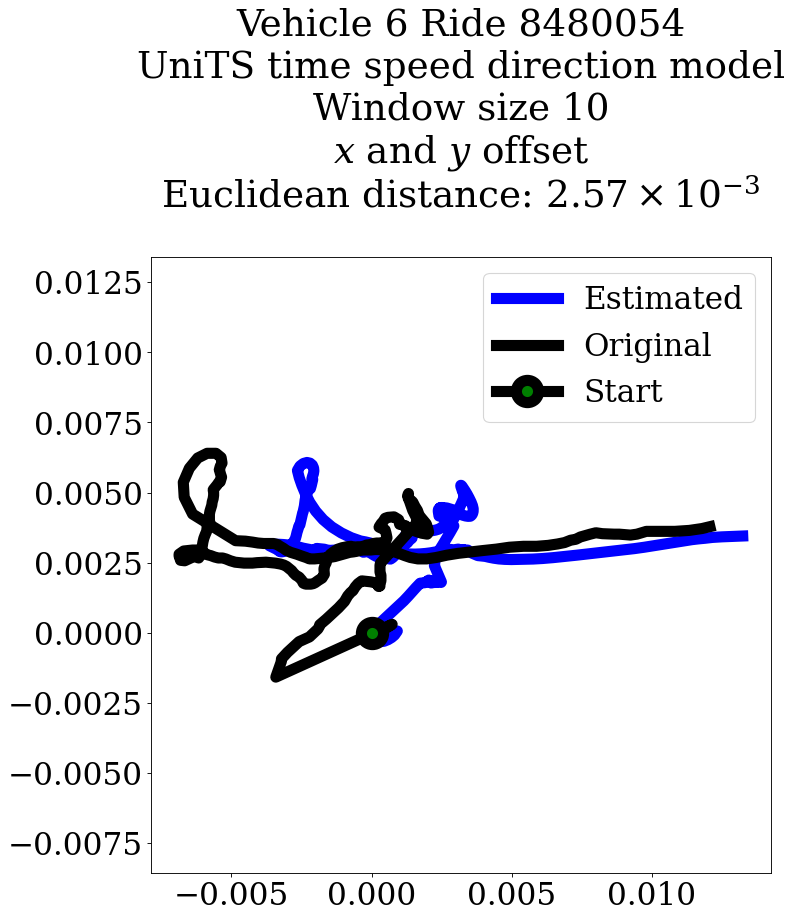 Vehicle 6 Ride 8480054
UniTS time speed direction model
Window size 10
x and y offset
Euclidean distance: 2.57 × 10⁻³
Estimated
Original
Start
0.0125
0.0100
0.0075
0.0050
0.0025
0.0000
−0.0025
−0.0050
−0.0075
−0.005 0.000 0.005 0.010